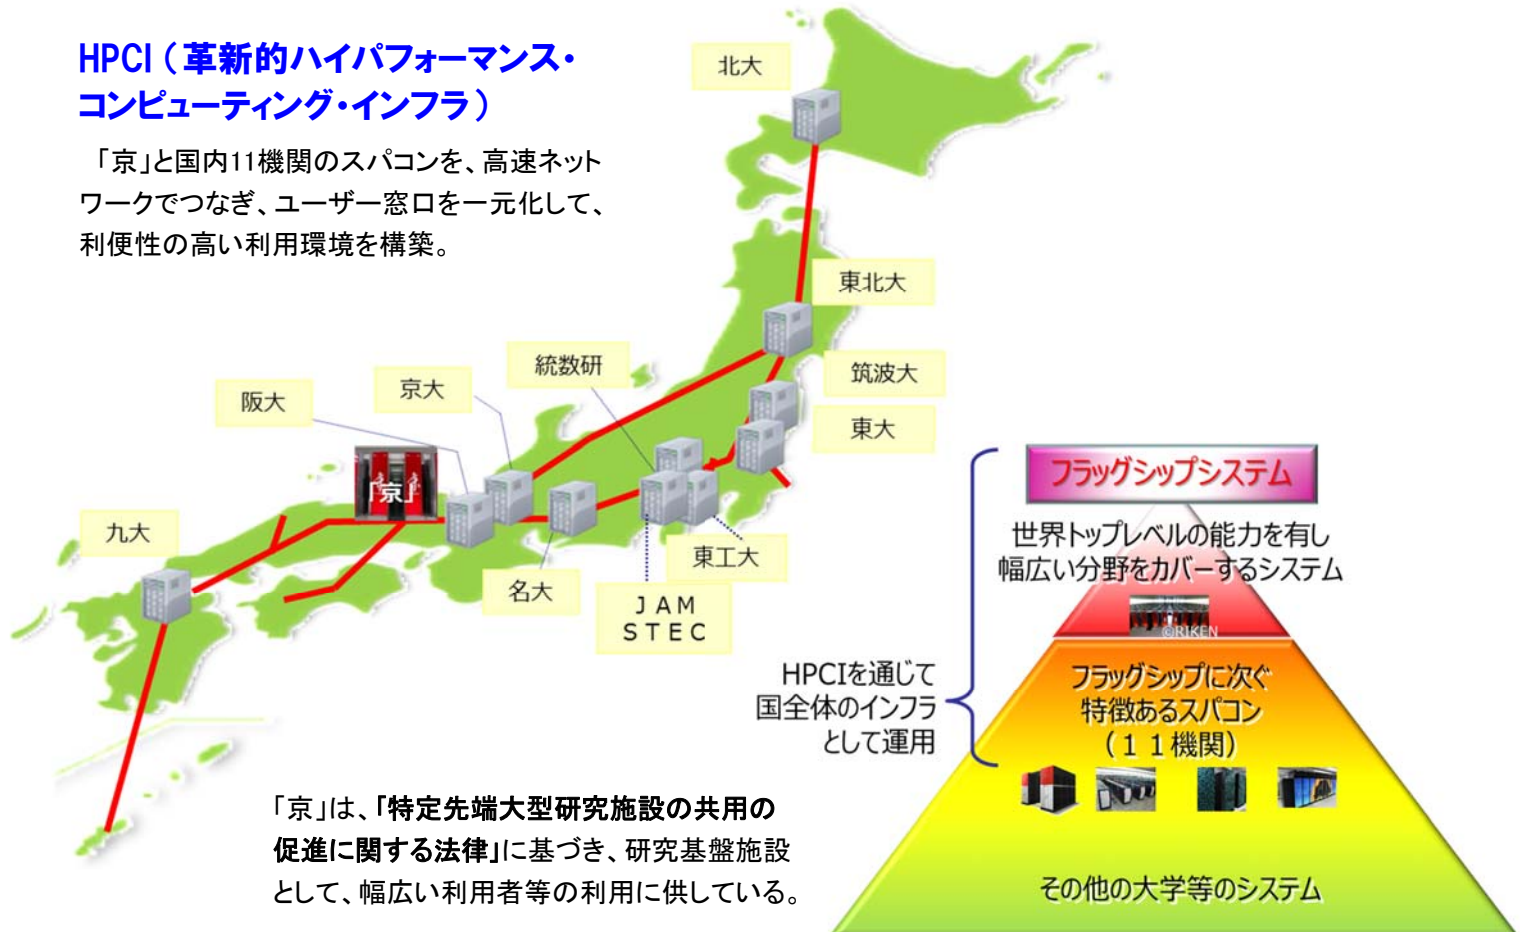 HPCI（革新的ハイパフォーマンス・
コンピューティング・インフラ）
「京」と国内11機関のスパコンを、高速ネット
ワークでつなぎ、ユーザー窓口を一元化して、
利便性の高い利用環境を構築。
北大
東北大
筑波大
東大
統数研
京大
阪大
「京」
九大
名大
東工大
ＪＡＭ
ＳＴＥＣ
フラッグシップシステム
世界トップレベルの能力を有し
幅広い分野をカバーするシステム
©RIKEN
HPCIを通じて
国全体のインフラ
として運用
フラッグシップに次ぐ
特徴あるスパコン
（１１機関）
その他の大学等のシステム
「京」は、「特定先端大型研究施設の共用の
促進に関する法律」に基づき、研究基盤施設
として、幅広い利用者等の利用に供している。